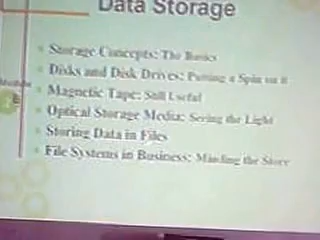 Data Storage
Storage Concepts: The Basics
Disks and Disk Drives: Putting a Spin on It
Magnetic Tape: Still Useful
Optical Storage Media: Seeing the Light
Storing Data in Files
File Systems in Business: Minding the Store
Module